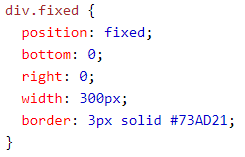 div.fixed {
  position: fixed;
  bottom: 0;
  right: 0;
  width: 300px;
  border: 3px solid #73AD21;
}